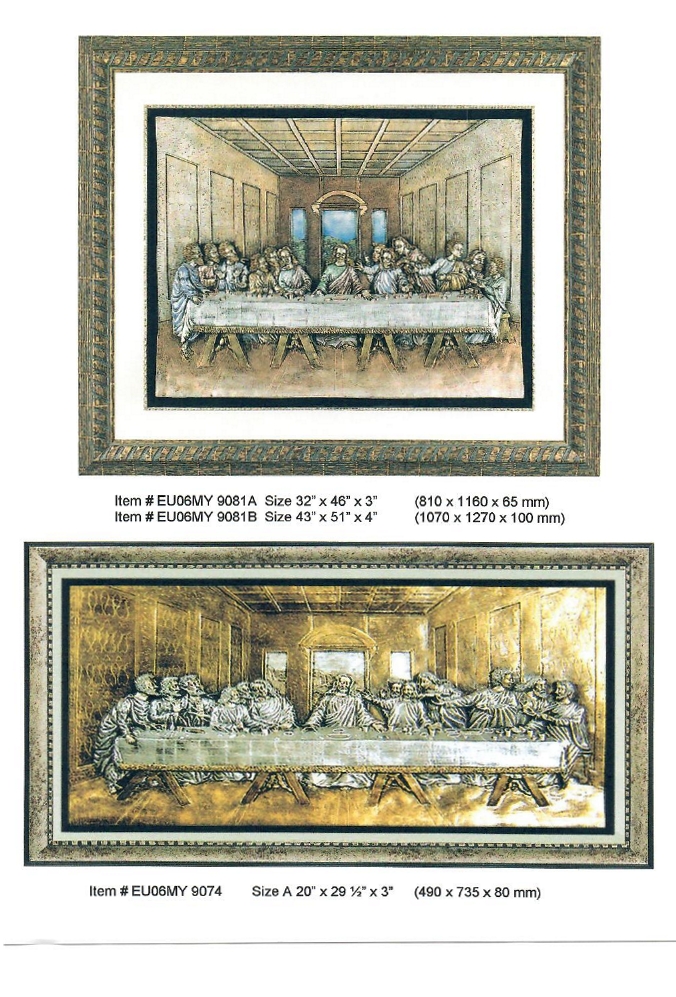 Item # EU06MY 9081A Size 32" x 46" x 3" (810 x 1160 x 65 mm)
Item # EU06MY 9081B Size 43" x 51" x 4" (1070 x 1270 x 100 mm)
Item # EU06MY 9074 Size A 20" x 29 ½" x 3" (490 x 735 x 80 mm)